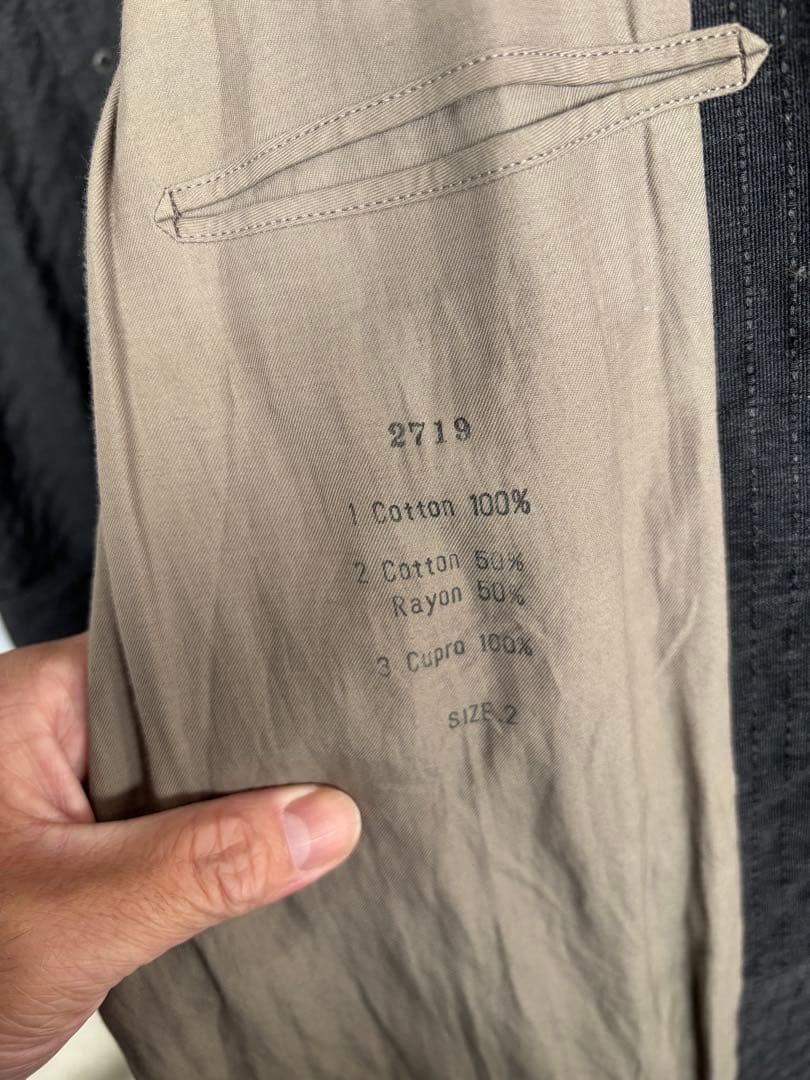 2719
1 Cotton 100%
2 Cotton 50%
Rayon 50%
3 Cupro 100%
SIZE.2